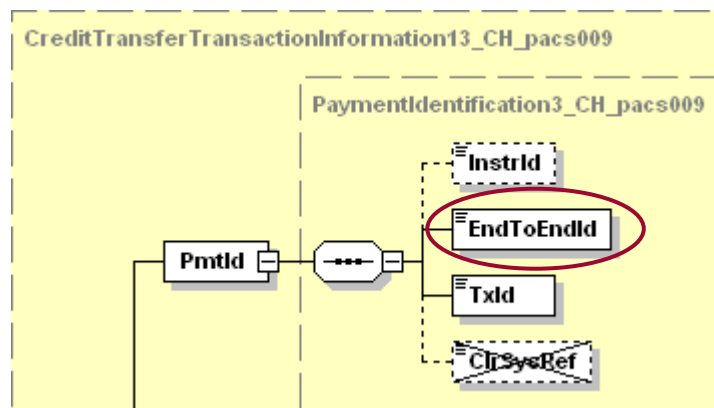 CreditTransferTransactionInformation13_CH_pacs009
PaymentIdentification3_CH_pacs009
InstrId
EndToEndId
PmtId
TxId
ClrSysRef